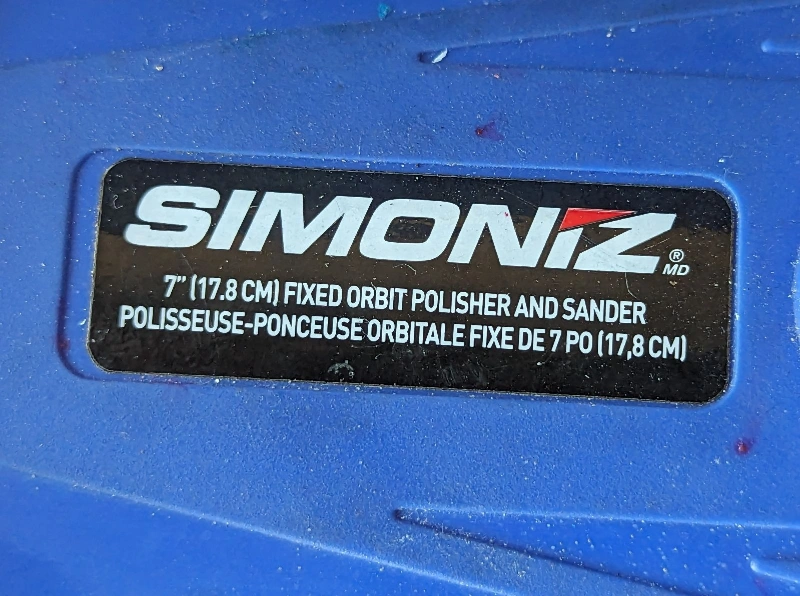 SIMONIZ ® MD
7" (17.8 CM) FIXED ORBIT POLISHER AND SANDER
POLISSEUSE-PONCEUSE ORBITALE FIXE DE 7 PO (17,8 CM)